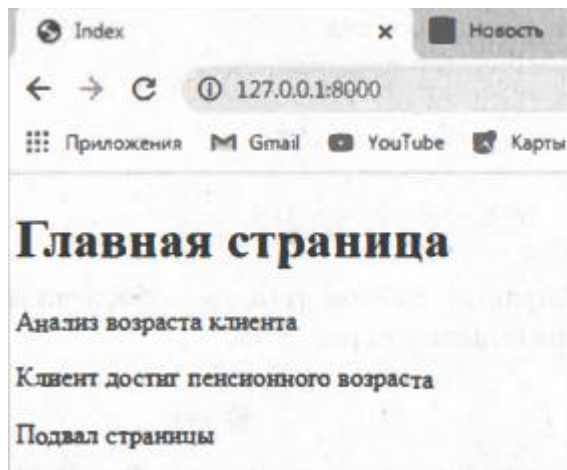 Index × Новость
127.0.0.1:8000
Приложения Gmail YouTube Карты
Главная страница
Анализ возраста клиента
Клиент достиг пенсионного возраста
Подвал страницы